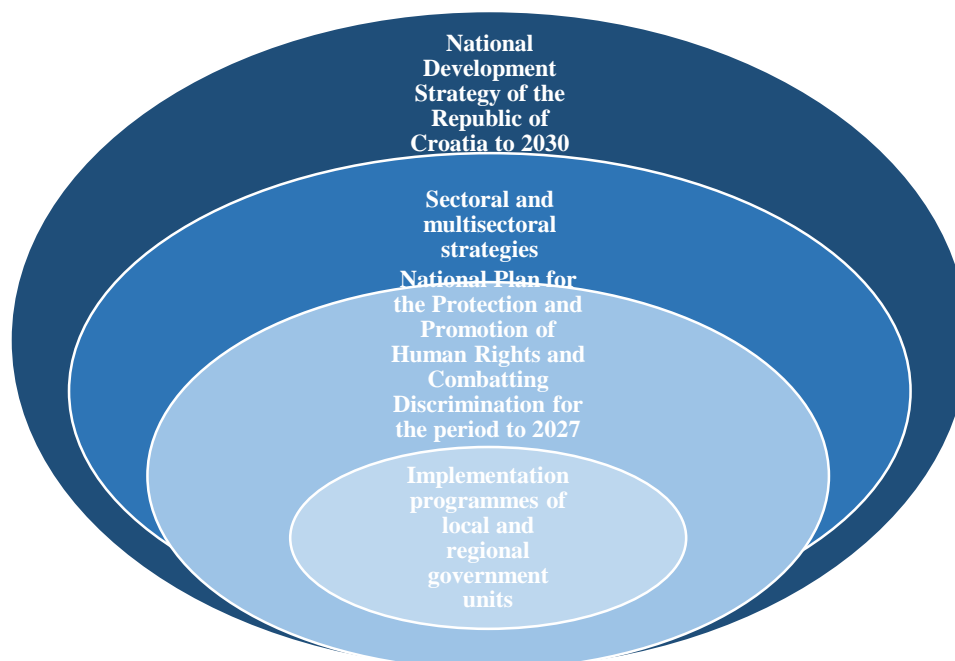 National
Development
Strategy of the
Republic of
Croatia to 2030
Sectoral and
multisectoral
strategies
National Plan for
the Protection and
Promotion of
Human Rights and
Combatting
Discrimination for
the period to 2027
Implementation
programmes of
local and
regional
government
units